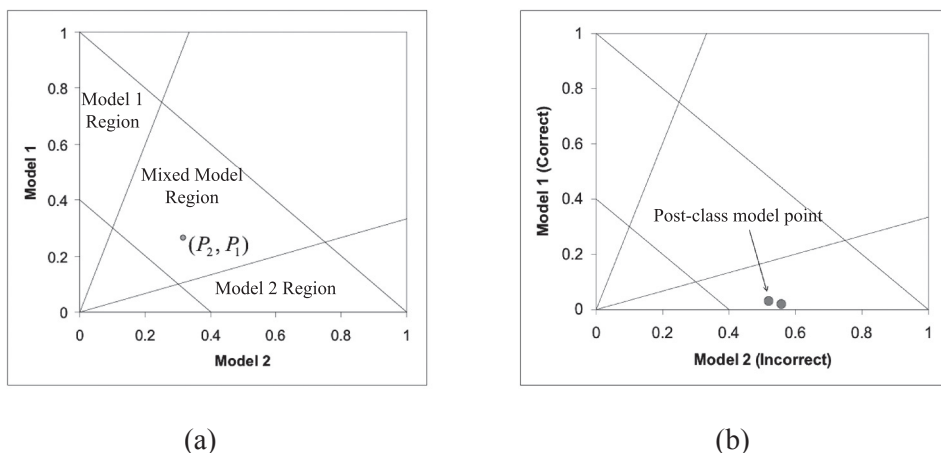 1
0.8
0.6
0.4
0.2
0
Model 1
Model 1
Region
Mixed Model
Region
(P2, P1)
Model 2 Region
0
0.2
0.4
0.6
0.8
1
Model 2
(a)
1
0.8
0.6
0.4
0.2
0
Model 1 (Correct)
Post-class model point
0
0.2
0.4
0.6
0.8
1
Model 2 (Incorrect)
(b)